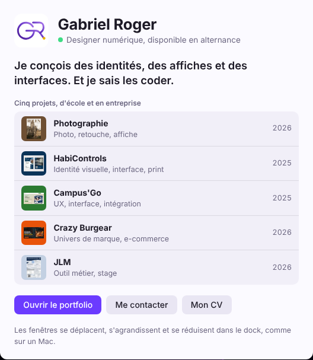 GR
Gabriel Roger
Designer numérique, disponible en alternance
Je conçois des identités, des affiches et des
interfaces. Et je sais les coder.
Cinq projets, d'école et en entreprise
Photographie
Photo, retouche, affiche
2026
HabiControls
Identité visuelle, interface, print
2025
Campus'Go
UX, interface, intégration
2025
Crazy Burgear
Univers de marque, e-commerce
2026
JLM
Outil métier, stage
2026
Ouvrir le portfolio
Me contacter
Mon CV
Les fenêtres se déplacent, s'agrandissent et se réduisent dans le dock, comme
sur un Mac.